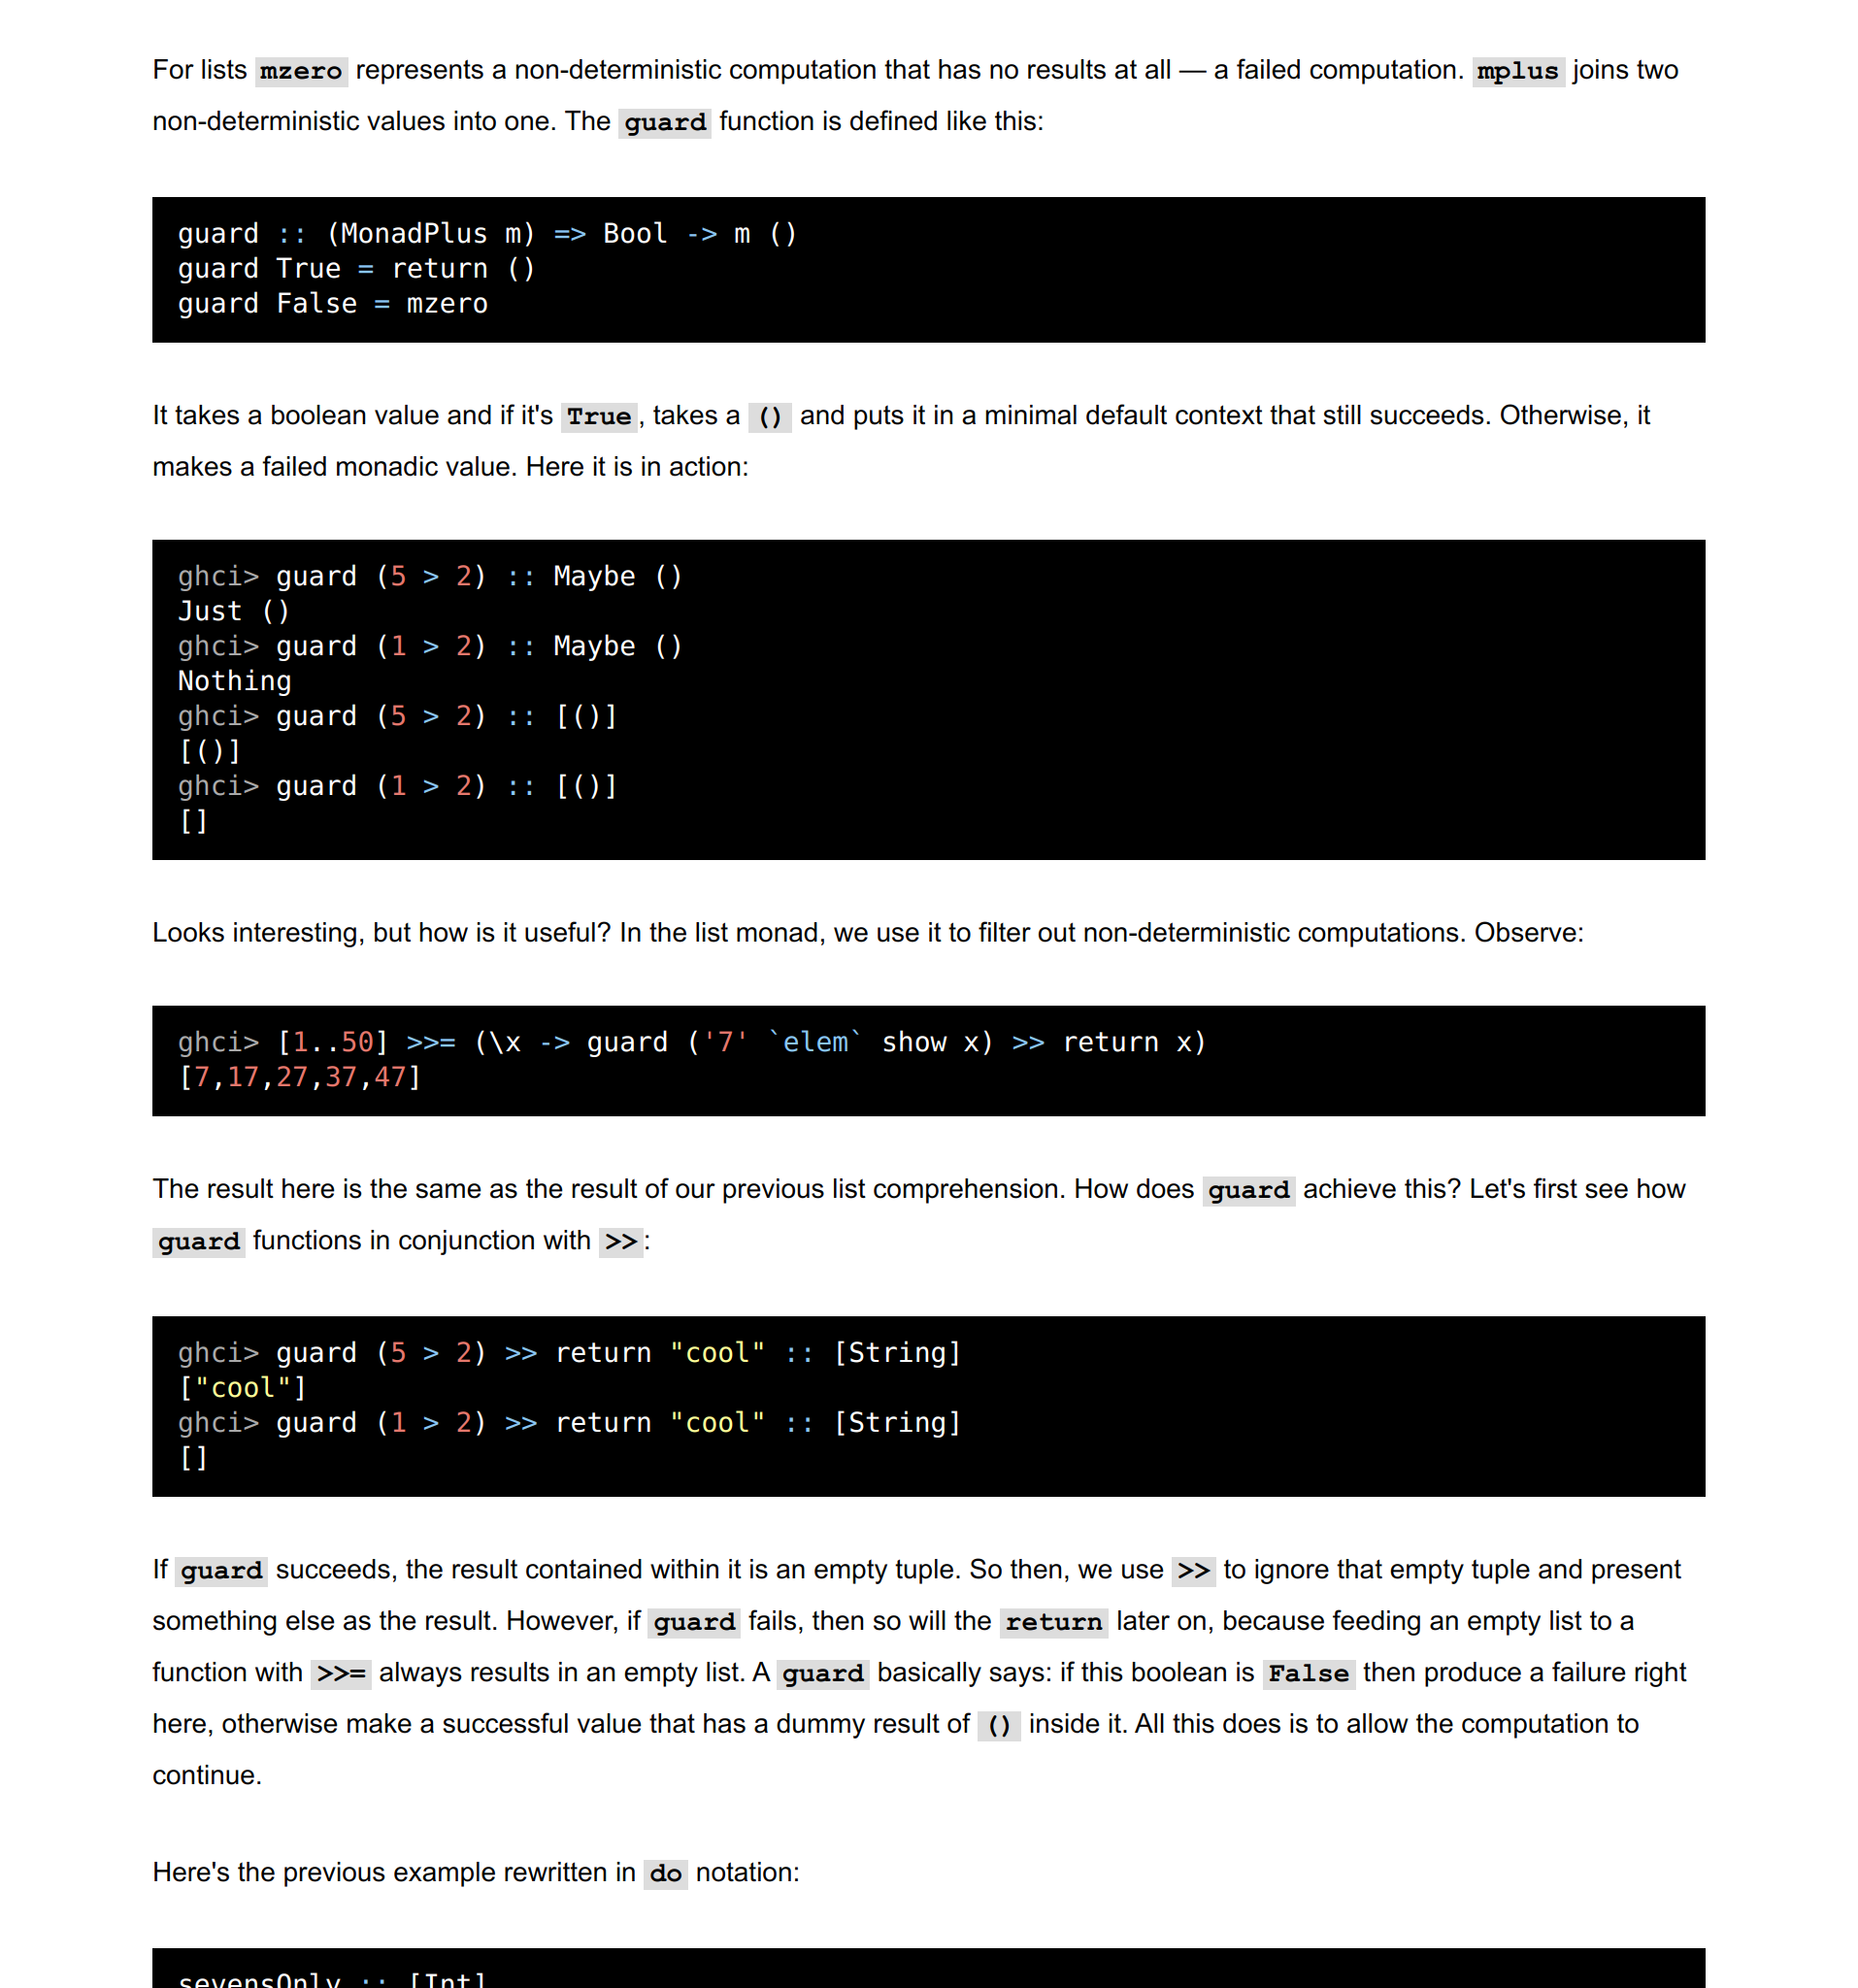 For lists mzero represents a non-deterministic computation that has no results at all — a failed computation. mplus joins two
non-deterministic values into one. The guard function is defined like this:
guard :: (MonadPlus m) => Bool -> m ()
guard True = return ()
guard False = mzero
It takes a boolean value and if it's True, takes a () and puts it in a minimal default context that still succeeds. Otherwise, it
makes a failed monadic value. Here it is in action:
ghci> guard (5 > 2) :: Maybe ()
Just ()
ghci> guard (1 > 2) :: Maybe ()
Nothing
ghci> guard (5 > 2) :: [()]
[()]
ghci> guard (1 > 2) :: [()]
[]
Looks interesting, but how is it useful? In the list monad, we use it to filter out non-deterministic computations. Observe:
ghci> [1..50] >>= (\x -> guard ('7' `elem` show x) >> return x)
[7,17,27,37,47]
The result here is the same as the result of our previous list comprehension. How does guard achieve this? Let's first see how
guard functions in conjunction with >>:
ghci> guard (5 > 2) >> return "cool" :: [String]
["cool"]
ghci> guard (1 > 2) >> return "cool" :: [String]
[]
If guard succeeds, the result contained within it is an empty tuple. So then, we use >> to ignore that empty tuple and present
something else as the result. However, if guard fails, then so will the return later on, because feeding an empty list to a
function with >>= always results in an empty list. A guard basically says: if this boolean is False then produce a failure right
here, otherwise make a successful value that has a dummy result of () inside it. All this does is to allow the computation to
continue.
Here's the previous example rewritten in do notation:
sevensOnly :: [Int]